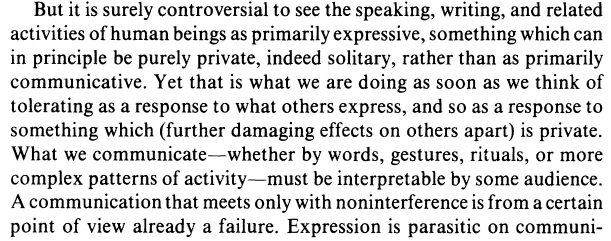 But it is surely controversial to see the speaking, writing, and related
activities of human beings as primarily expressive, something which can
in principle be purely private, indeed solitary, rather than as primarily
communicative. Yet that is what we are doing as soon as we think of
tolerating as a response to what others express, and so as a response to
something which (further damaging effects on others apart) is private.
What we communicate—whether by words, gestures, rituals, or more
complex patterns of activity—must be interpretable by some audience.
A communication that meets only with noninterference is from a certain
point of view already a failure. Expression is parasitic on communi-